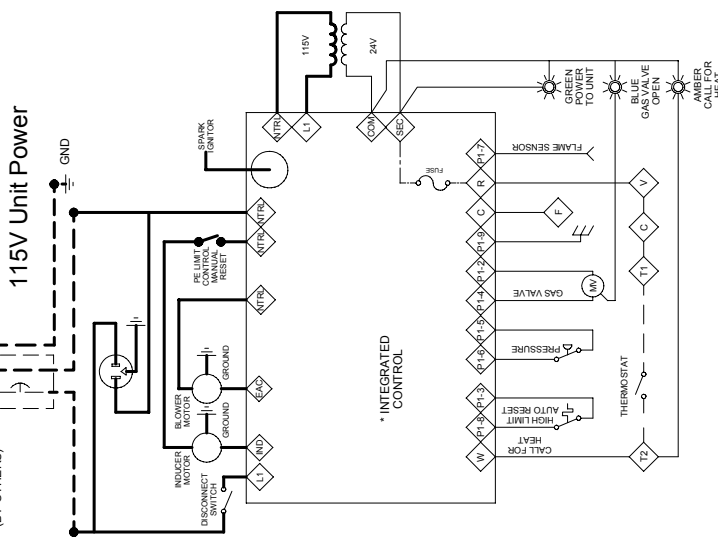 115V Unit Power
GND
SPARK
IGNITOR
115V
24V
NTRL
L1
COM
SEC
GREEN
POWER
TO UNIT
BLUE
GAS VALVE
OPEN
AMBER
CALL FOR
HEAT
PE LIMIT
CONTROL
MANUAL
RESET
NTRL
NTRL
NTRL
BLOWER
MOTOR
GROUND
EAC
INDUCER
MOTOR
GROUND
IND
DISCONNECT
SWITCH
L1
* INTEGRATED
CONTROL
FUSE
P1-7
FLAME SENSOR
R
C
F
P1-9
P1-2
P1-4
GAS VALVE
MV
P1-5
P1-6
PRESSURE
P1-3
P1-8
HIGH LIMIT
AUTO RESET
W
CALL FOR
HEAT
THERMOSTAT
V
C
T1
T2